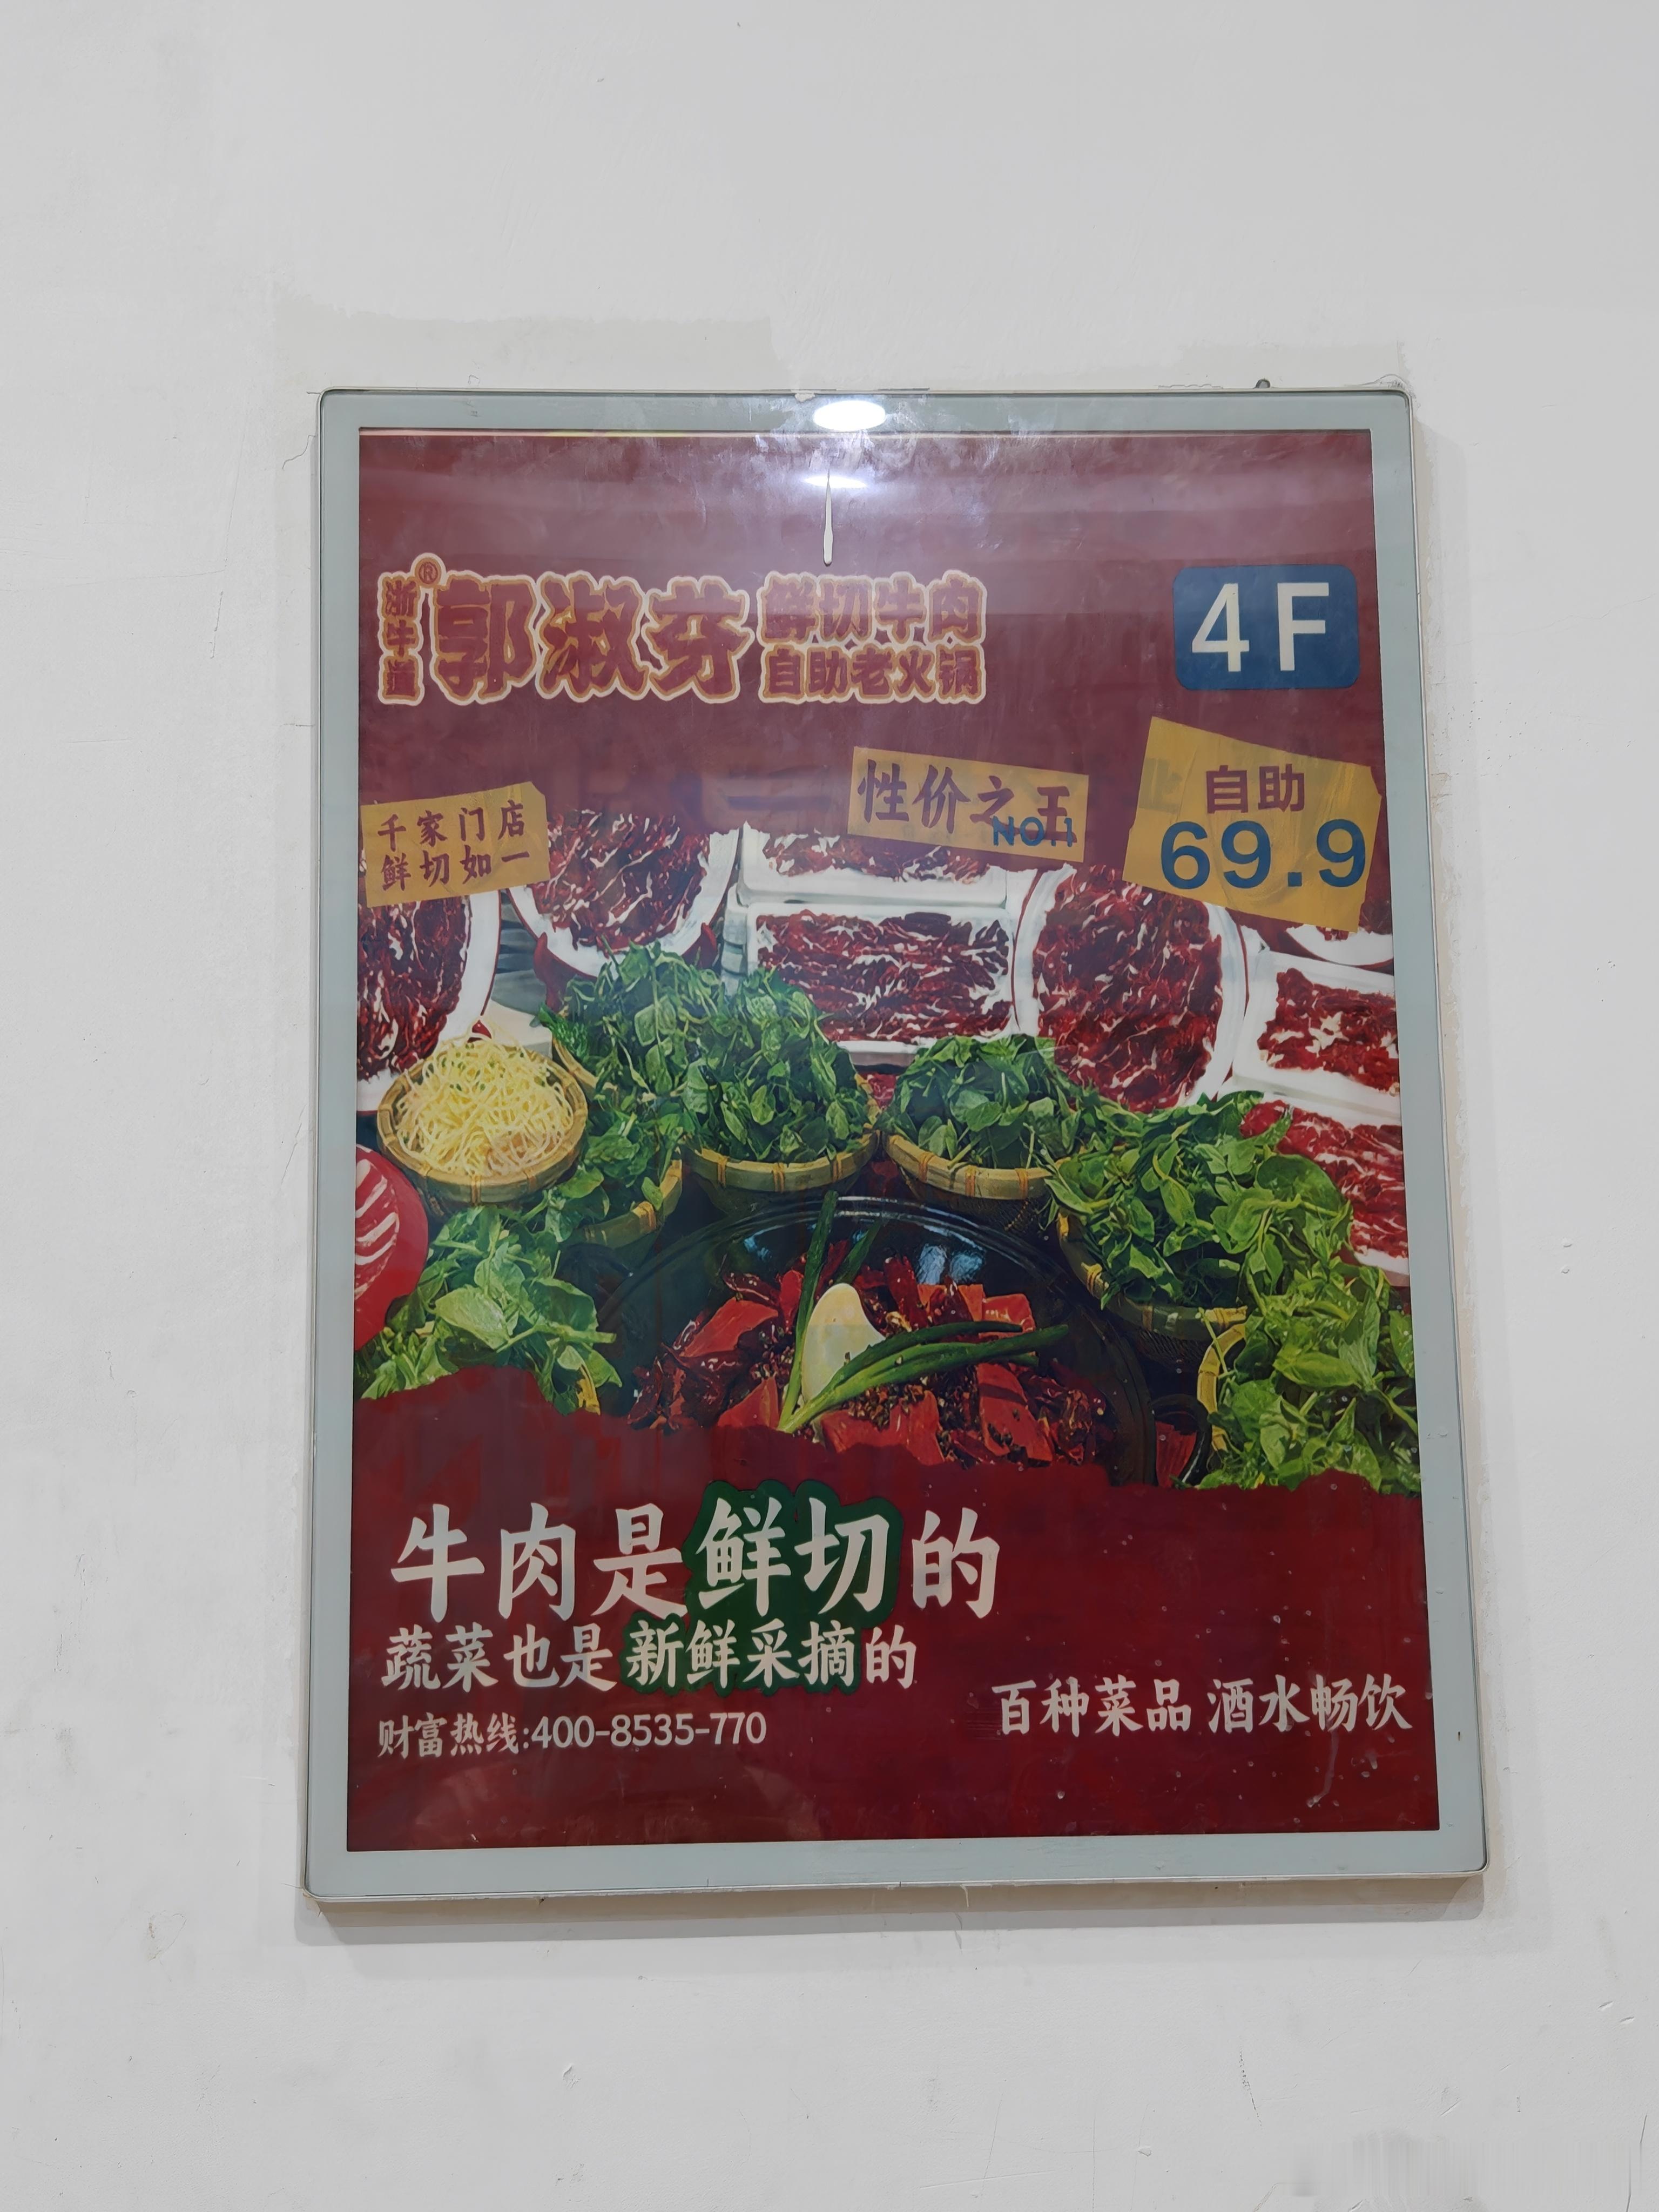 浙牛道®
郭淑芬
鲜切牛肉
自助老火锅
4F
千家门店
鲜切如一
性价之王
NO.1
自助
69.9
牛肉是鲜切的
蔬菜也是新鲜采摘的
财富热线:400-8535-770
百种菜品 酒水畅饮